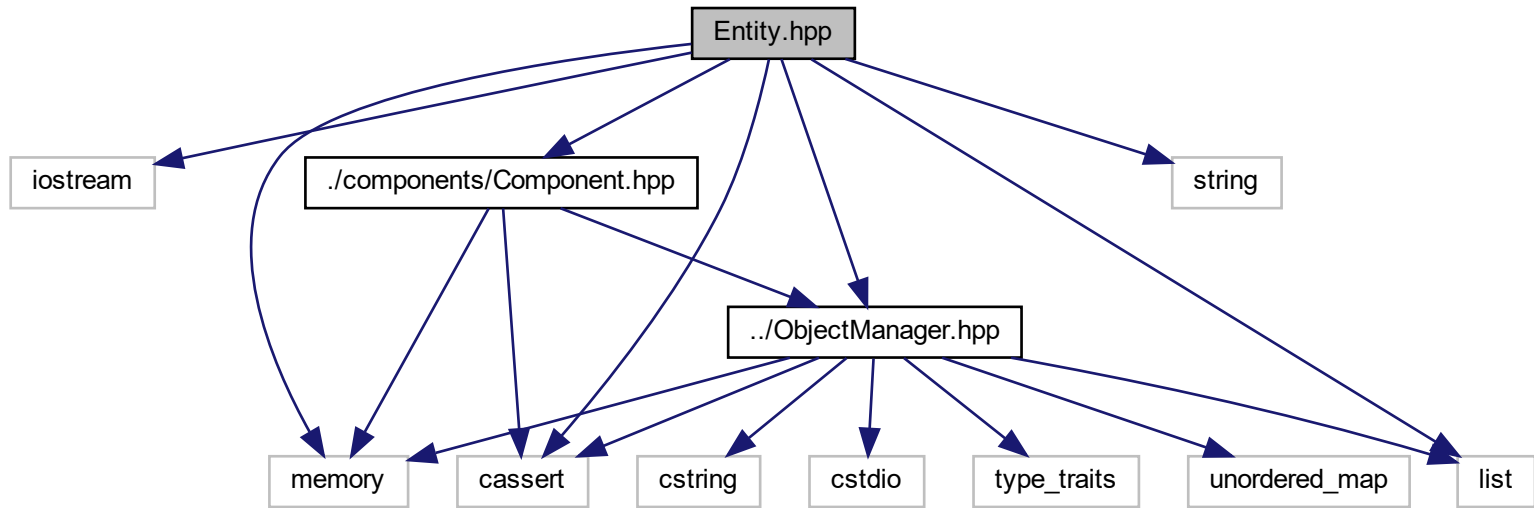 Entity.hpp
iostream
./components/Component.hpp
string
../ObjectManager.hpp
memory
cassert
cstring
cstdio
type_traits
unordered_map
list